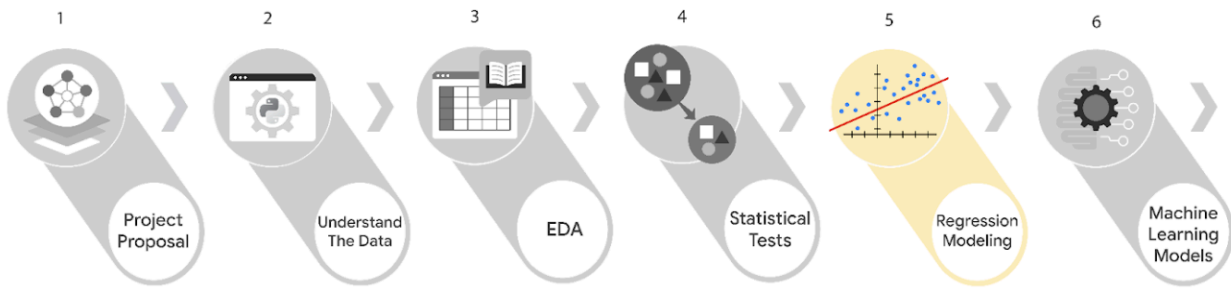 1
2
3
4
5
6
Project
Proposal
Understand
The Data
EDA
Statistical
Tests
Regression
Modeling
Machine
Learning
Models